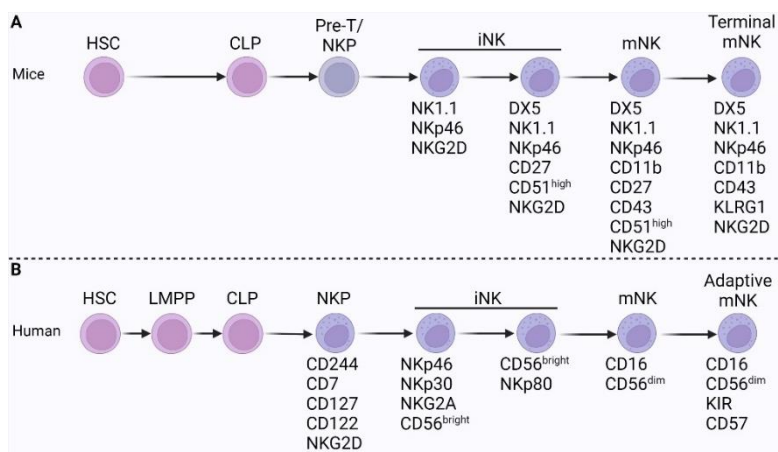 A
HSC
CLP
Pre-T/
NKP
iNK
mNK
Terminal
mNK
Mice
NK1.1
NKp46
NKG2D
DX5
NK1.1
NKp46
CD27
CD51high
NKG2D
DX5
NK1.1
NKp46
CD11b
CD27
CD43
CD51high
NKG2D
DX5
NK1.1
NKp46
CD11b
CD43
KLRG1
NKG2D
B
HSC
LMPP
CLP
NKP
iNK
mNK
Adaptive
mNK
Human
CD244
CD7
CD127
CD122
NKG2D
NKp46
NKp30
NKG2A
CD56bright
CD56bright
NKp80
CD16
CD56dim
CD16
CD56dim
KIR
CD57